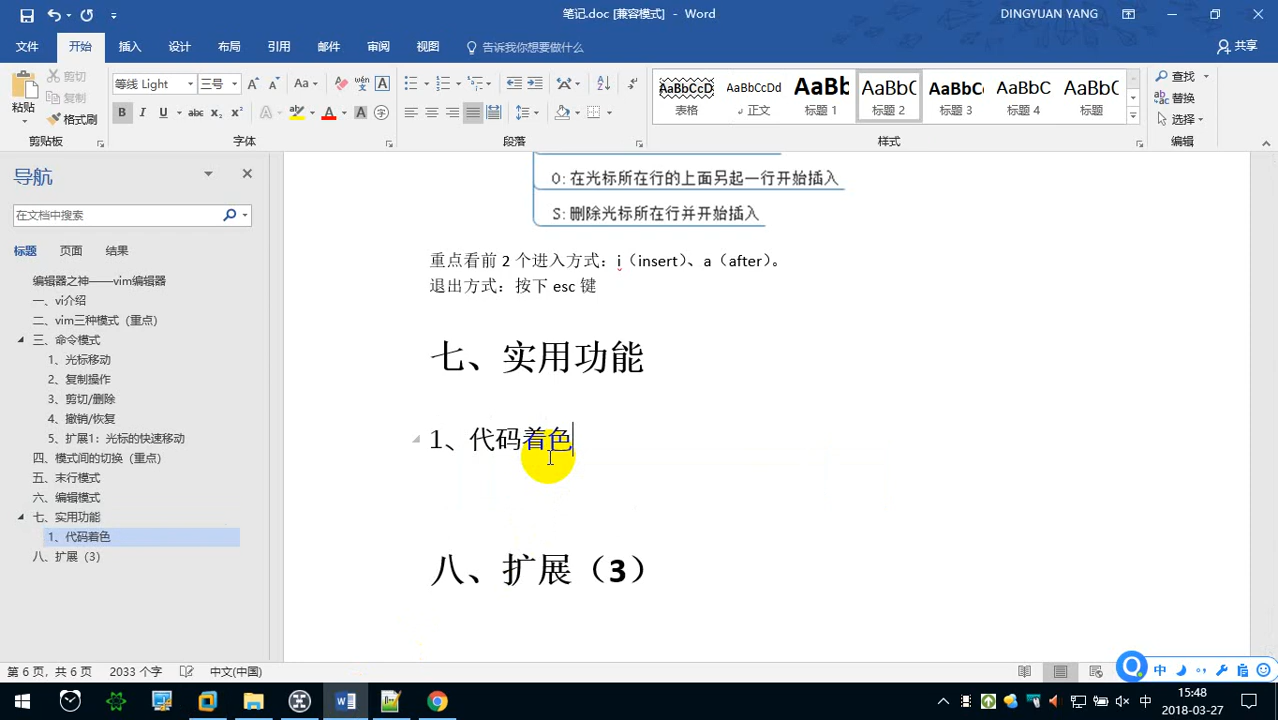 笔记.doc [兼容模式] - Word
DINGYUAN YANG
文件 开始 插入 设计 布局 引用 邮件 审阅 视图 告诉我你想要做什么
共享
粘贴 剪切 复制 格式刷
等线 Light 三号
AaBbCcDd AaBbCcDd AaBb AaBbC AaBbC AaBbC AaBbC
表格 正文 标题 1 标题 2 标题 3 标题 4 标题
查找 替换 选择
剪贴板 字体 段落 样式 编辑
导航
在文档中搜索
标题 页面 结果
编辑器之神——vim编辑器
一、vi介绍
二、vim三种模式（重点）
三、命令模式
1、光标移动
2、复制操作
3、剪切/删除
4、撤销/恢复
5、扩展1：光标的快速移动
四、模式间的切换（重点）
五、末行模式
六、编辑模式
七、实用功能
1、代码着色
八、扩展（3）
O: 在光标所在行的上面另起一行开始插入
S: 删除光标所在行并开始插入
重点看前 2 个进入方式：i（insert）、a（after）。
退出方式：按下 esc 键
七、实用功能
1、代码着色
八、扩展（3）
第 6 页，共 6 页 2033 个字 中文(中国)
中
中 15:48
2018-03-27